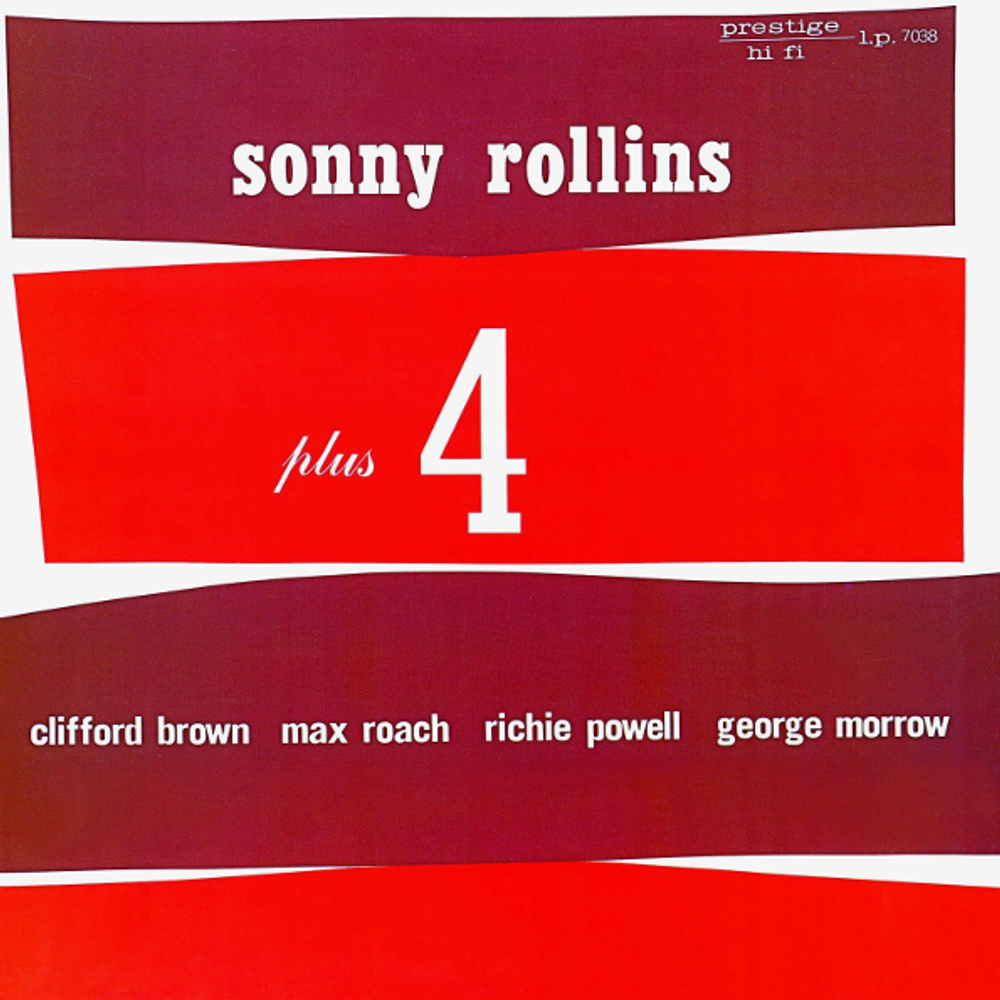 prestige
hi fi
l.p. 7038
sonny rollins
plus 4
clifford brown max roach richie powell george morrow